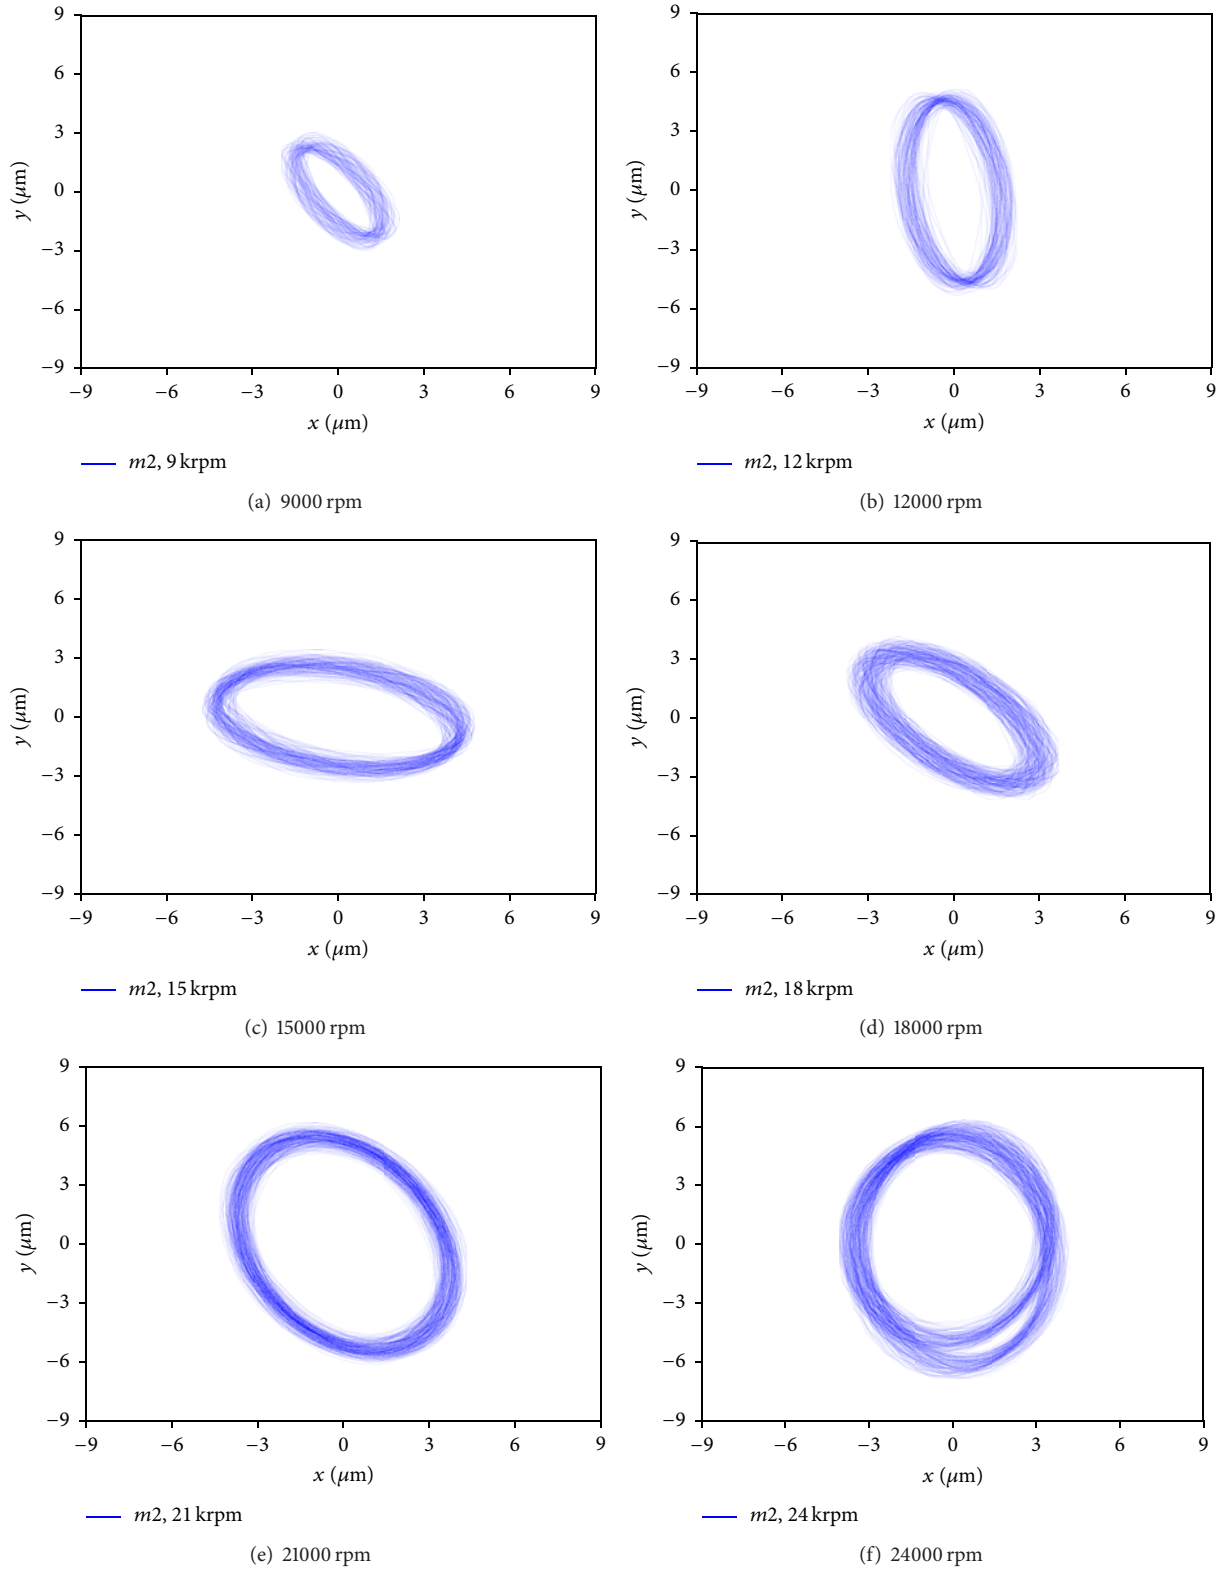 9
6
3
0
−3
−6
−9
y (μm)
−9 −6 −3 0 3 6 9
x (μm)
m2, 9 krpm
(a) 9000 rpm
9
6
3
0
−3
−6
−9
y (μm)
−9 −6 −3 0 3 6 9
x (μm)
m2, 12 krpm
(b) 12000 rpm
9
6
3
0
−3
−6
−9
y (μm)
−9 −6 −3 0 3 6 9
x (μm)
m2, 15 krpm
(c) 15000 rpm
9
6
3
0
−3
−6
−9
y (μm)
−9 −6 −3 0 3 6 9
x (μm)
m2, 18 krpm
(d) 18000 rpm
9
6
3
0
−3
−6
−9
y (μm)
−9 −6 −3 0 3 6 9
x (μm)
m2, 21 krpm
(e) 21000 rpm
9
6
3
0
−3
−6
−9
y (μm)
−9 −6 −3 0 3 6 9
x (μm)
m2, 24 krpm
(f) 24000 rpm